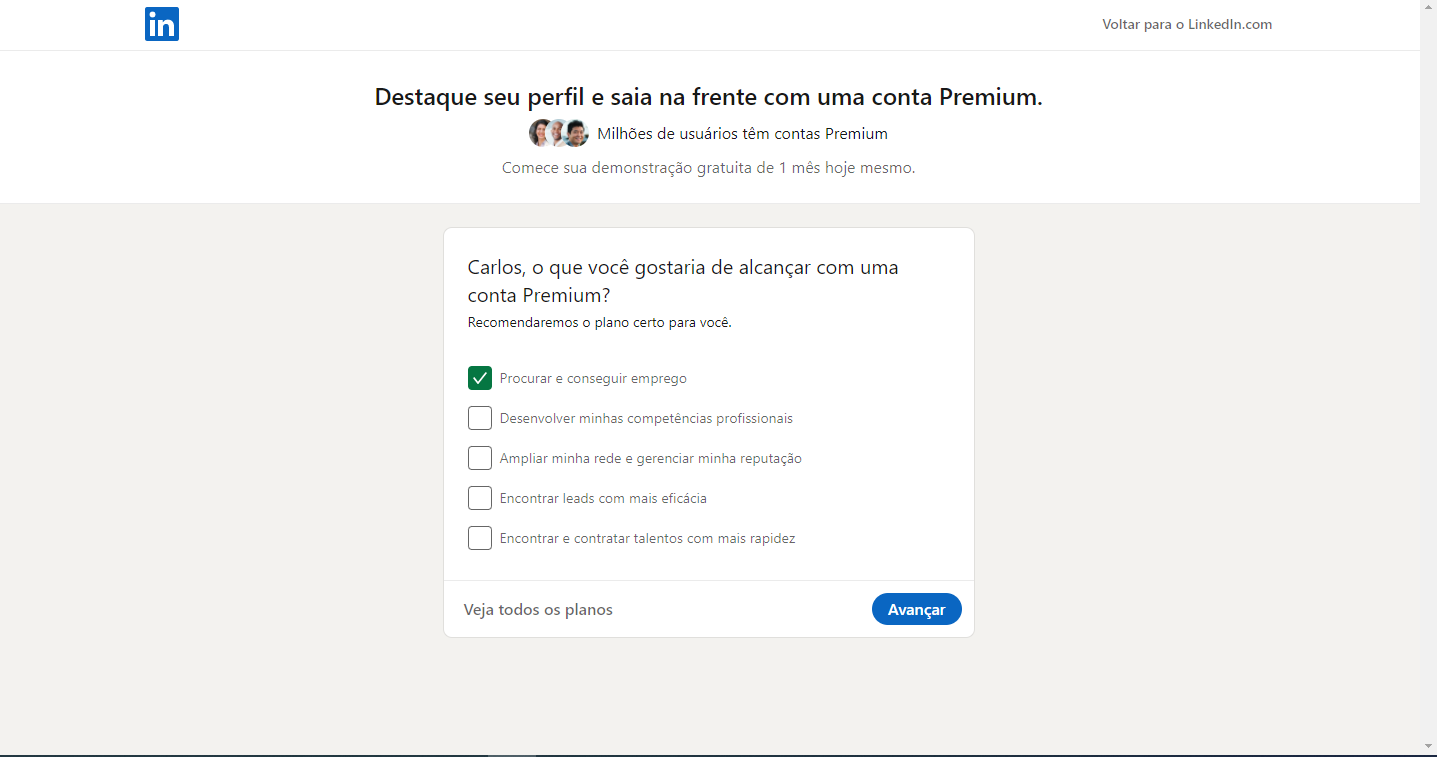 in
Voltar para o LinkedIn.com
Destaque seu perfil e saia na frente com uma conta Premium.
Milhões de usuários têm contas Premium
Comece sua demonstração gratuita de 1 mês hoje mesmo.
Carlos, o que você gostaria de alcançar com uma
conta Premium?
Recomendaremos o plano certo para você.
Procurar e conseguir emprego
Desenvolver minhas competências profissionais
Ampliar minha rede e gerenciar minha reputação
Encontrar leads com mais eficácia
Encontrar e contratar talentos com mais rapidez
Veja todos os planos
Avançar